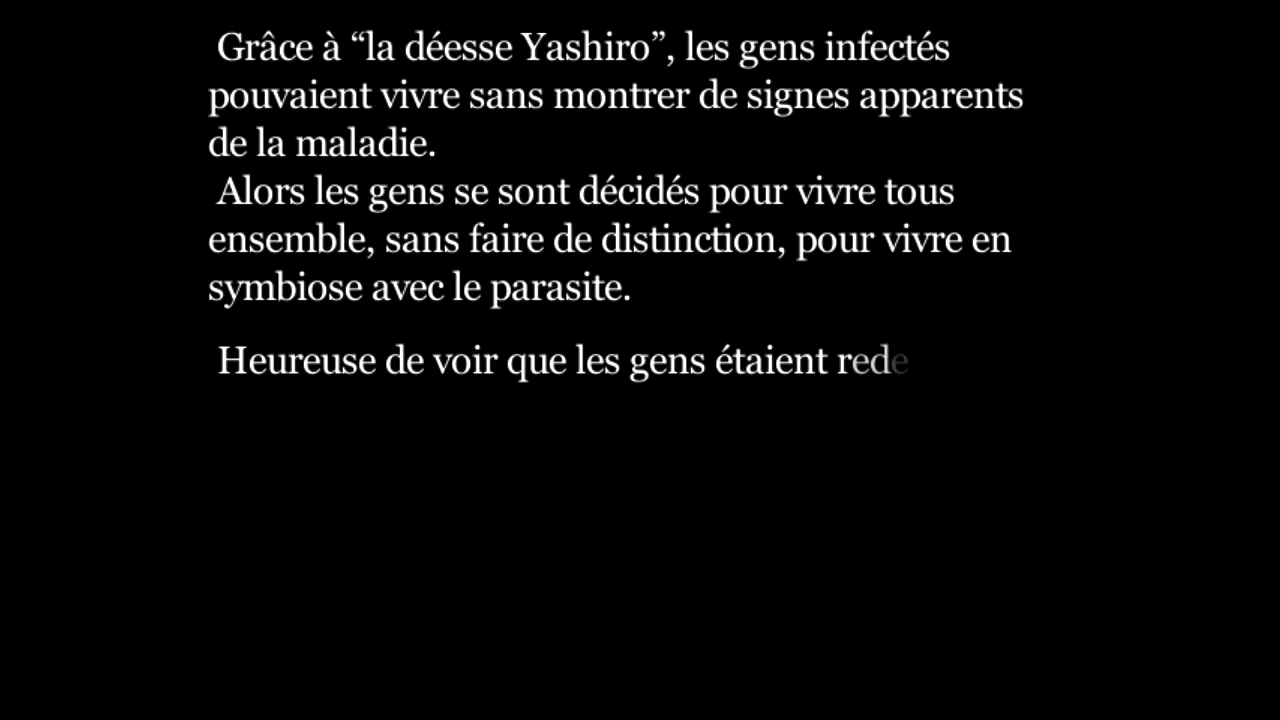 Grâce à “la déesse Yashiro”, les gens infectés
pouvaient vivre sans montrer de signes apparents
de la maladie.
Alors les gens se sont décidés pour vivre tous
ensemble, sans faire de distinction, pour vivre en
symbiose avec le parasite.
Heureuse de voir que les gens étaient rede